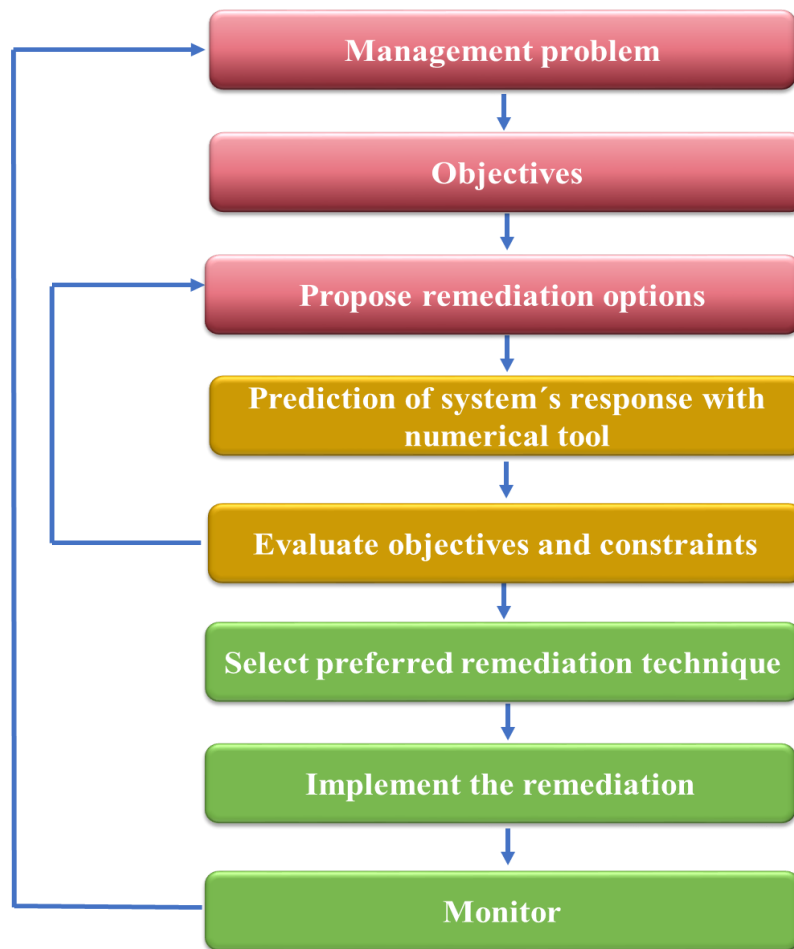 Management problem
Objectives
Propose remediation options
Prediction of system´s response with
numerical tool
Evaluate objectives and constraints
Select preferred remediation technique
Implement the remediation
Monitor